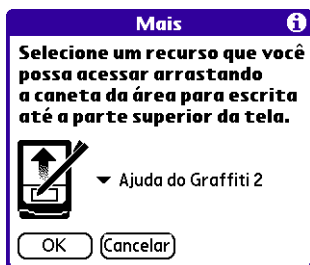 Mais
Selecione um recurso que você
possa acessar arrastando
a caneta da área para escrita
até a parte superior da tela.
Ajuda do Graffiti 2
OK Cancelar